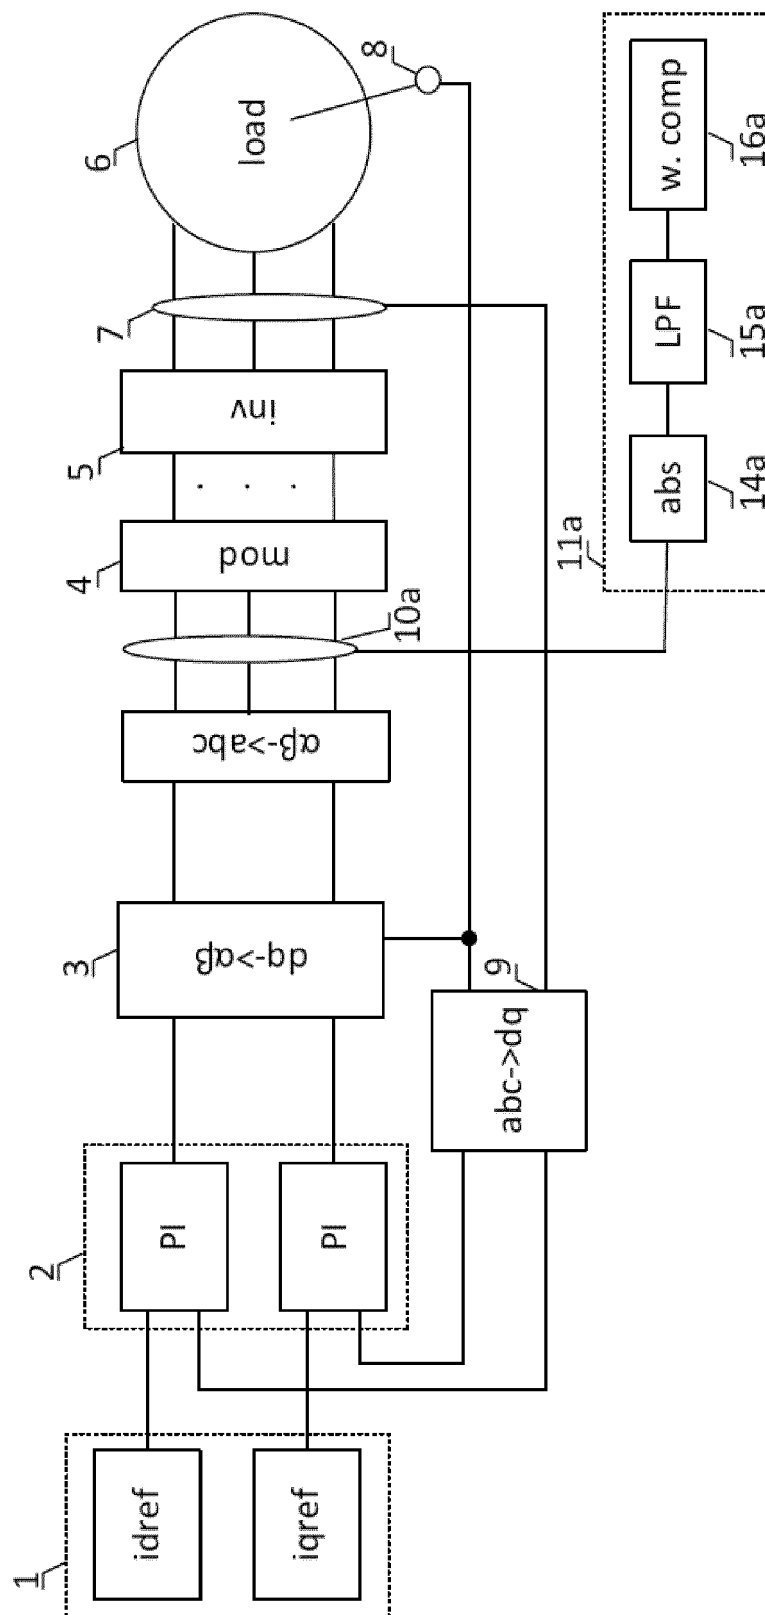 1
idref
iqref
2
PI
PI
3
dq->αβ
αβ->abc
10a
4
mod
5
inv
7
6
load
8
9
abc->dq
11a
abs
14a
LPF
15a
w. comp
16a